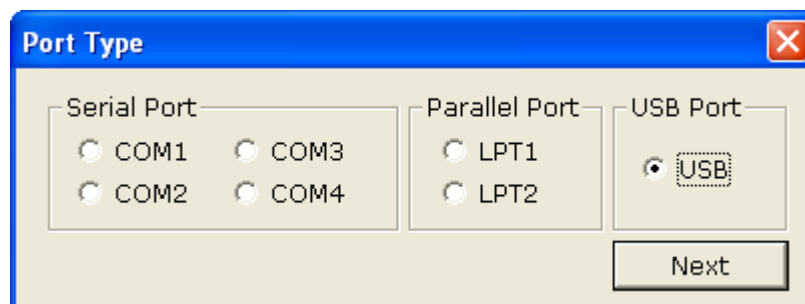 Port Type
Serial Port
COM1 COM3
COM2 COM4
Parallel Port
LPT1
LPT2
USB Port
USB
Next